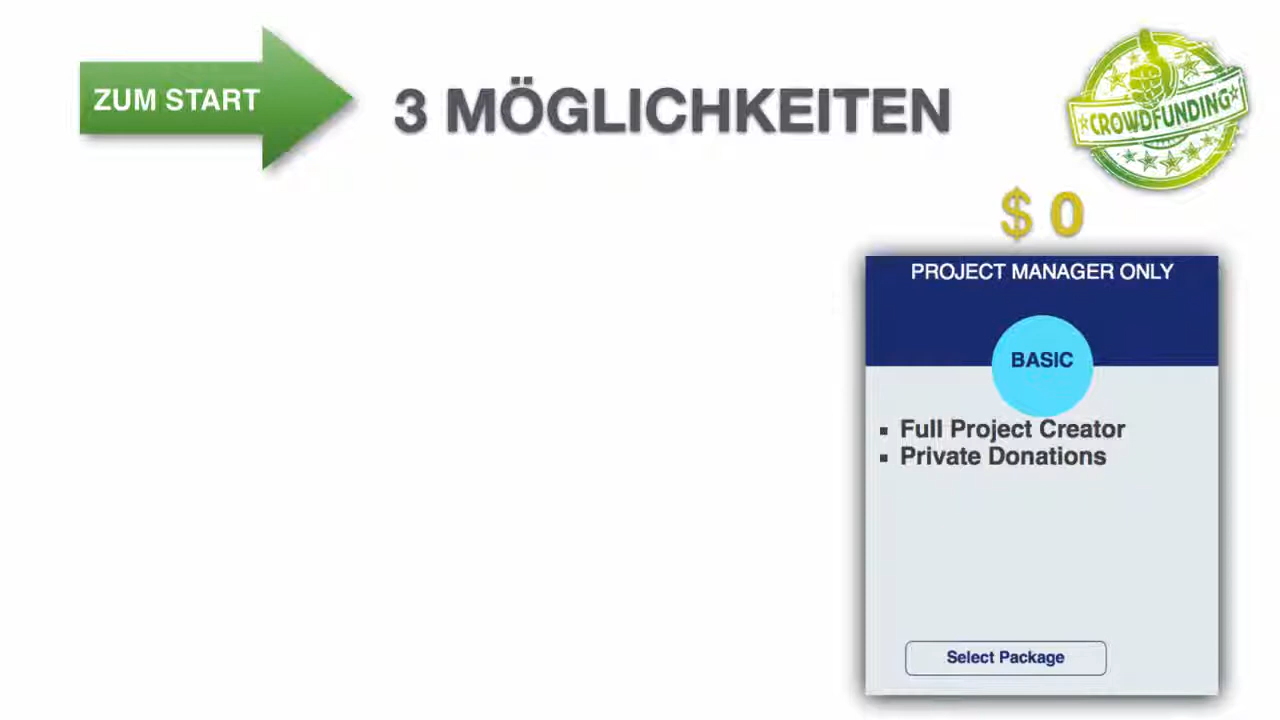 ZUM START
3 MÖGLICHKEITEN
CROWDFUNDING
$ 0
PROJECT MANAGER ONLY
BASIC
▪ Full Project Creator
▪ Private Donations
Select Package